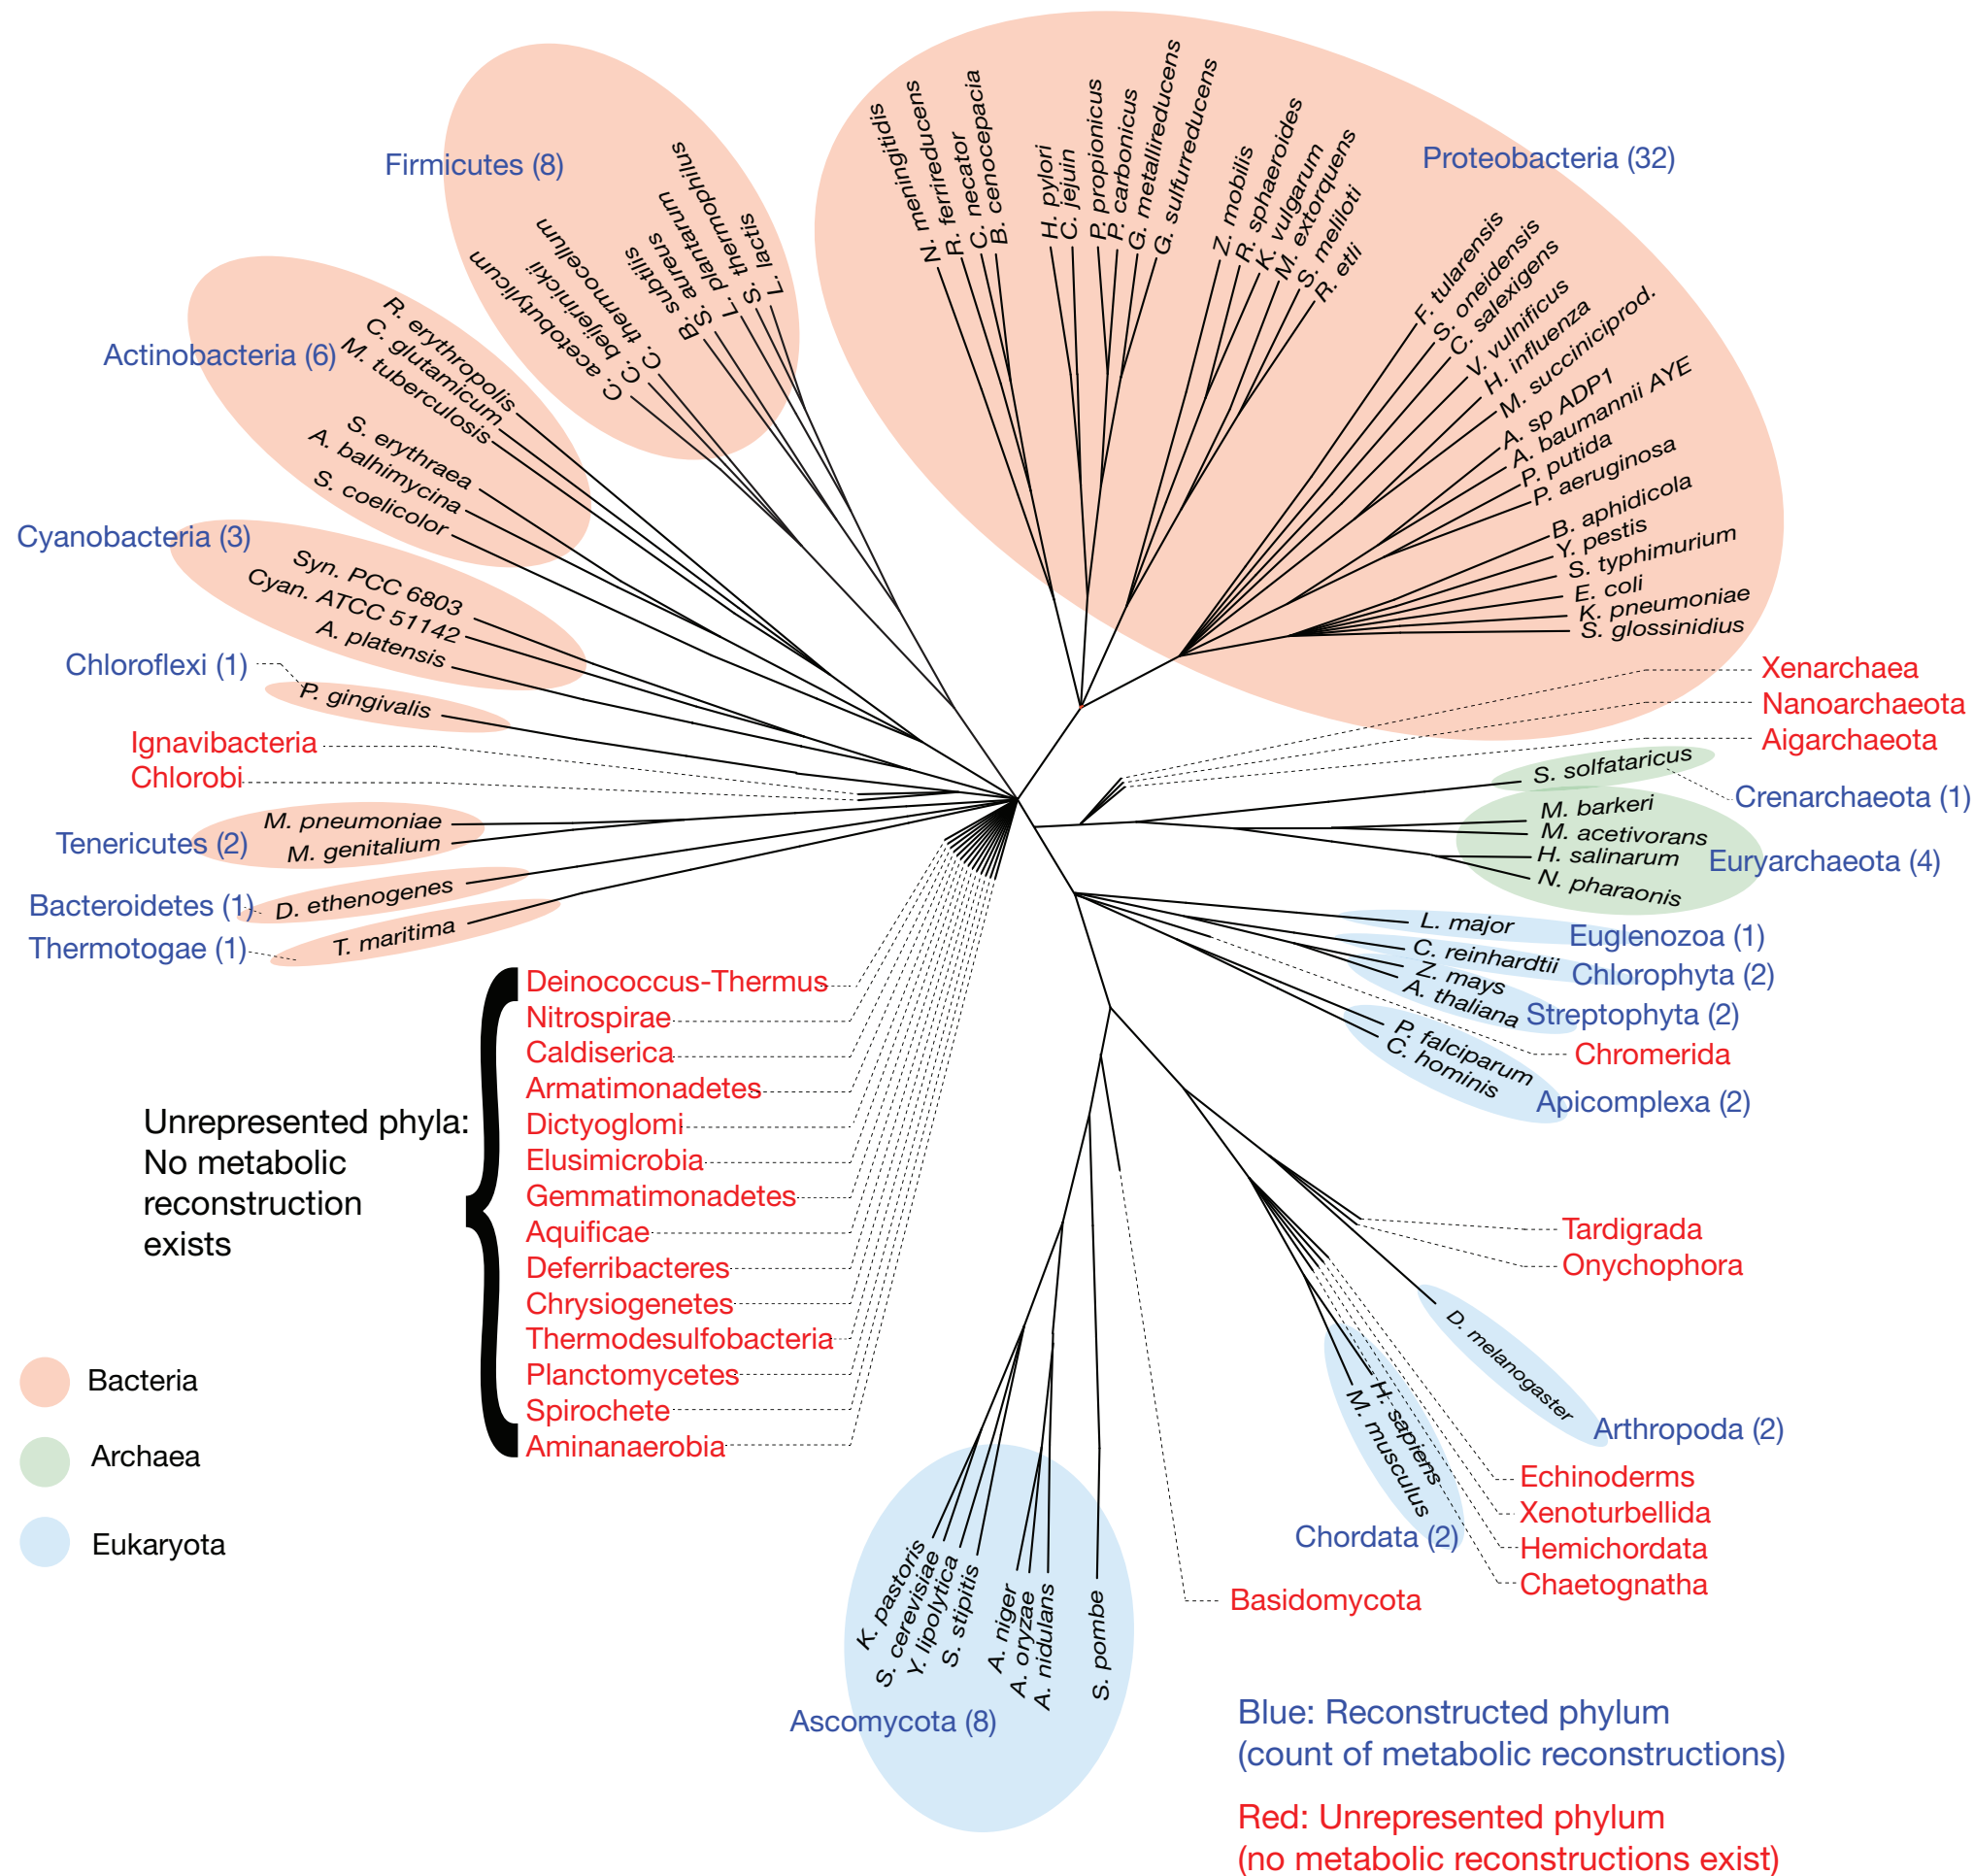 Firmicutes (8)
C. acetobutylicum
C. beijerinickii
C. thermocellum
B. subtilis
S. aureus
L. plantarum
S. thermophilus
L. lactis
Proteobacteria (32)
N. meningitidis
R. ferrireducens
C. necator
B. cenocepacia
H. pylori
C. jejuin
P. propionicus
P. carbonicus
G. metallireducens
G. sulfurreducens
Z. mobilis
R. sphaeroides
K. vulgarum
M. extorquens
S. meliloti
R. etli
F. tularensis
S. oneidensis
C. salexigens
V. vulnificus
H. influenza
M. succiniciprod.
A. sp ADP1
A. baumannii AYE
P. putida
P. aeruginosa
B. aphidicola
Y. pestis
S. typhimurium
E. coli
K. pneumoniae
S. glossinidius
Actinobacteria (6)
R. erythropolis
C. glutamicum
M. tuberculosis
S. erythraea
A. balhimycina
S. coelicolor
Cyanobacteria (3)
Syn. PCC 6803
Cyan. ATCC 51142
A. platensis
Chloroflexi (1)
P. gingivalis
Ignavibacteria
Chlorobi
Tenericutes (2)
M. pneumoniae
M. genitalium
Bacteroidetes (1)
D. ethenogenes
Thermotogae (1)
T. maritima
Xenarchaea
Nanoarchaeota
Aigarchaeota
S. solfataricus
Crenarchaeota (1)
M. barkeri
M. acetivorans
H. salinarum
N. pharaonis
Euryarchaeota (4)
L. major
Euglenozoa (1)
C. reinhardtii
Chlorophyta (2)
Z. mays
A. thaliana
Streptophyta (2)
Chromerida
P. falciparum
C. hominis
Apicomplexa (2)
Unrepresented phyla:
No metabolic
reconstruction
exists
Deinococcus-Thermus
Nitrospirae
Caldiserica
Armatimonadetes
Dictyoglomi
Elusimicrobia
Gemmatimonadetes
Aquificae
Deferribacteres
Chrysiogenetes
Thermodesulfobacteria
Planctomycetes
Spirochete
Aminanaerobia
Tardigrada
Onychophora
D. melanogaster
Arthropoda (2)
H. sapiens
M. musculus
Chordata (2)
Echinoderms
Xenoturbellida
Hemichordata
Chaetognatha
Basidomycota
K. pastoris
S. cerevisiae
Y. lipolytica
S. stipitis
A. niger
A. oryzae
A. nidulans
S. pombe
Ascomycota (8)
Bacteria
Archaea
Eukaryota
Blue: Reconstructed phylum
(count of metabolic reconstructions)
Red: Unrepresented phylum
(no metabolic reconstructions exist)